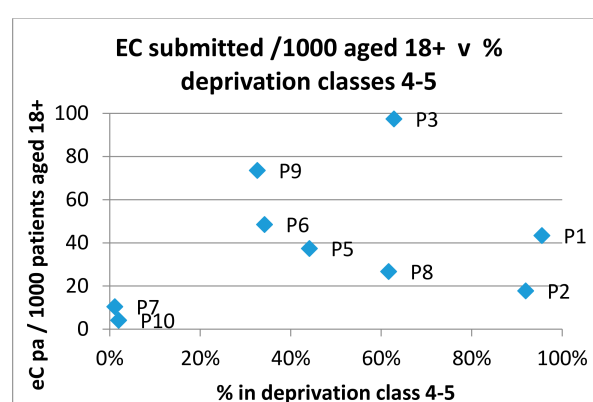 EC submitted /1000 aged 18+ v %
deprivation classes 4-5
eC pa / 1000 patients aged 18+
100
80
60
40
20
0
P3
P9
P6
P1
P5
P8
P2
P7
P10
0%
20%
40%
60%
80%
100%
% in deprivation class 4-5